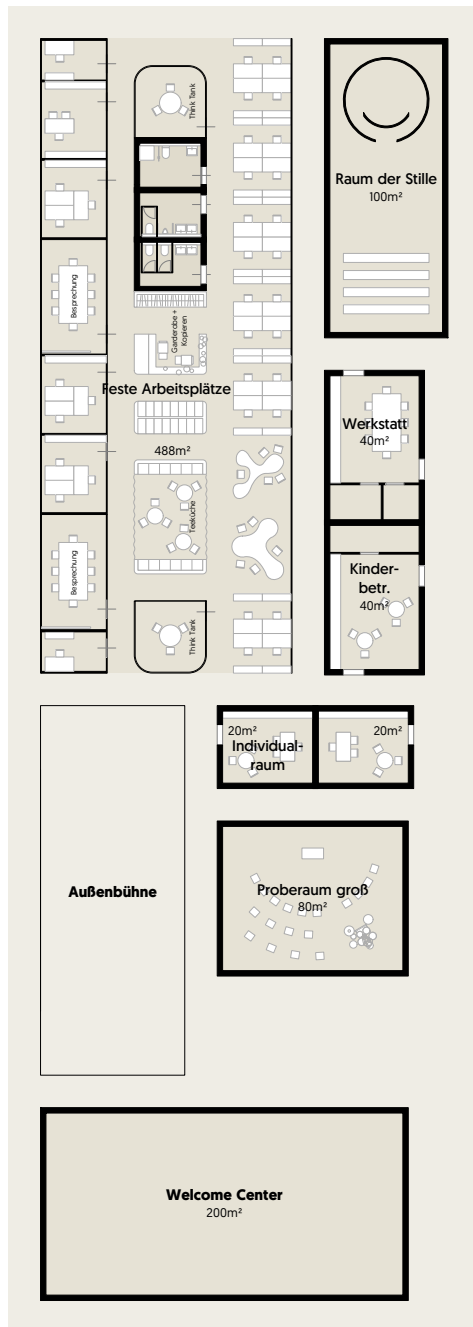 Think Tank
Raum der Stille
100m²
Besprechung
Garderobe +
Kopieren
Feste Arbeitsplätze
488m²
Werkstatt
40m²
Teeküche
Besprechung
Kinder-
betr.
40m²
Think Tank
20m²
Individual-
raum
20m²
Außenbühne
Proberaum groß
80m²
Welcome Center
200m²